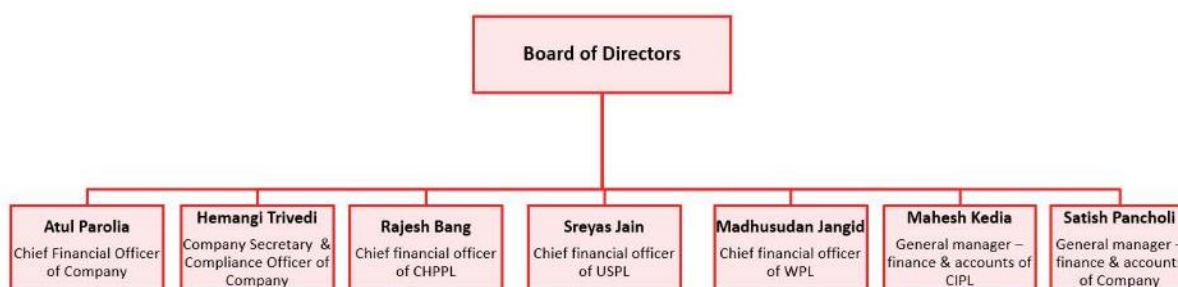 Board of Directors
Atul Parolia
Chief Financial Officer
of Company
Hemangi Trivedi
Company Secretary &
Compliance Officer of
Company
Rajesh Bang
Chief financial officer
of CHPPL
Sreyas Jain
Chief financial officer
of USPL
Madhusudan Jangid
Chief financial officer
of WPL
Mahesh Kedia
General manager –
finance & accounts of
CIPL
Satish Pancholi
General manager -
finance & accounts
of Company